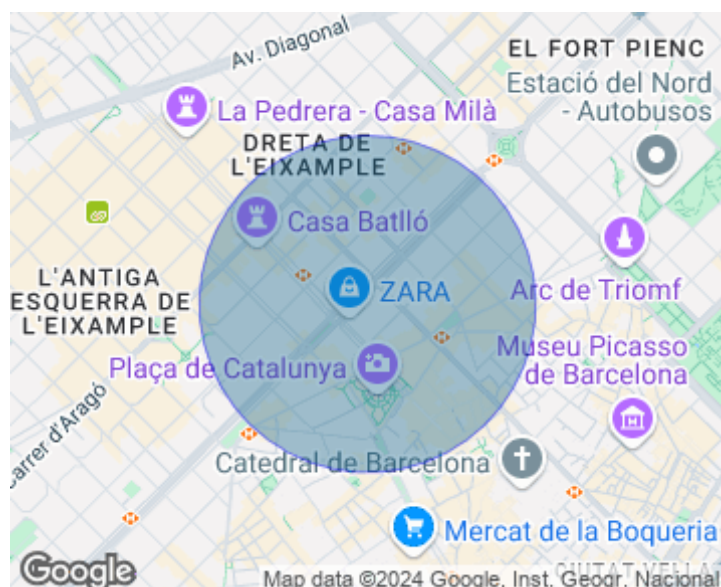 Av. Diagonal
EL FORT PIENC
Estació del Nord
- Autobusos
La Pedrera - Casa Milà
DRETA DE
L'EIXAMPLE
Casa Batlló
L'ANTIGA
ESQUERRA DE
L'EIXAMPLE
ZARA
Arc de Triomf
Plaça de Catalunya
Museu Picasso
de Barcelona
arrer d'Aragó
Catedral de Barcelona
Mercat de la Boqueria
Google
Map data ©2024 Google, Inst. Geogr. Nacional